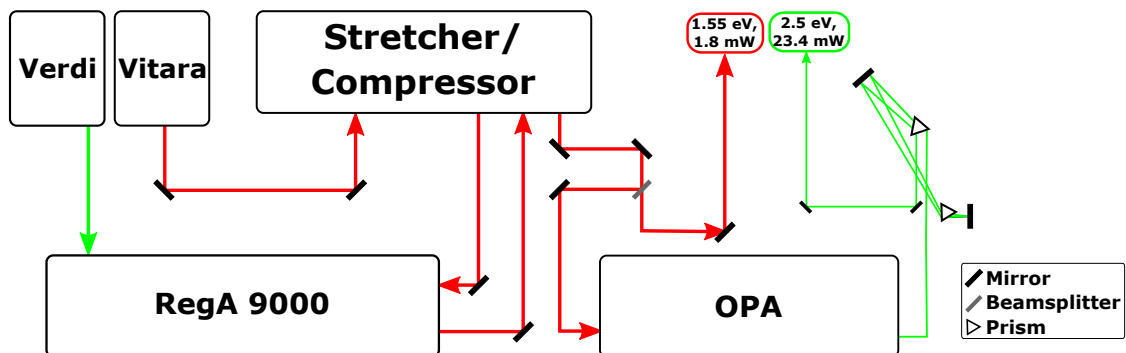 Verdi
Vitara
Stretcher/
Compressor
1.55 eV,
1.8 mW
2.5 eV,
23.4 mW
RegA 9000
OPA
Mirror
Beamsplitter
Prism